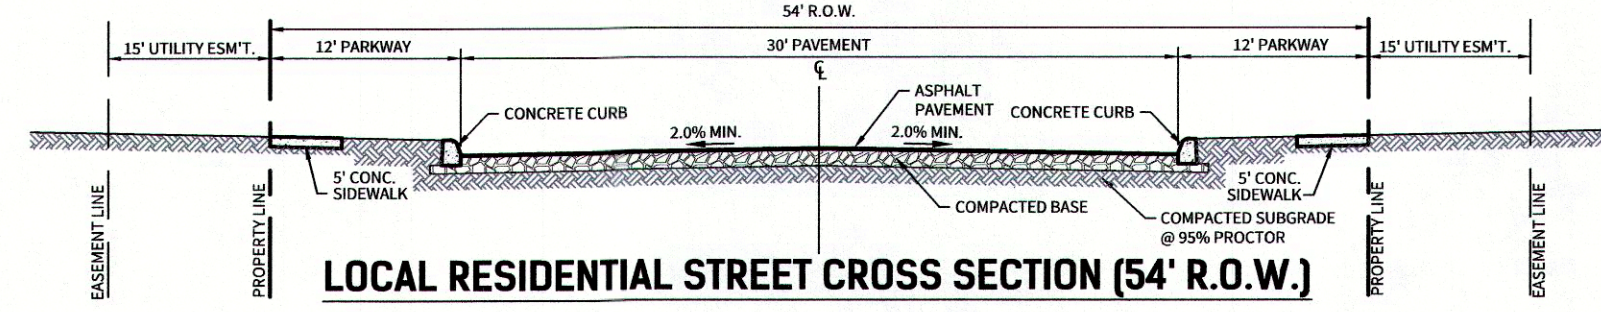 54' R.O.W.
15' UTILITY ESM'T.
12' PARKWAY
30' PAVEMENT
12' PARKWAY
15' UTILITY ESM'T.
℄
CONCRETE CURB
ASPHALT
PAVEMENT
CONCRETE CURB
2.0% MIN.
2.0% MIN.
5' CONC.
SIDEWALK
5' CONC.
SIDEWALK
COMPACTED BASE
COMPACTED SUBGRADE
@ 95% PROCTOR
EASEMENT LINE
PROPERTY LINE
PROPERTY LINE
EASEMENT LINE
LOCAL RESIDENTIAL STREET CROSS SECTION (54' R.O.W.)